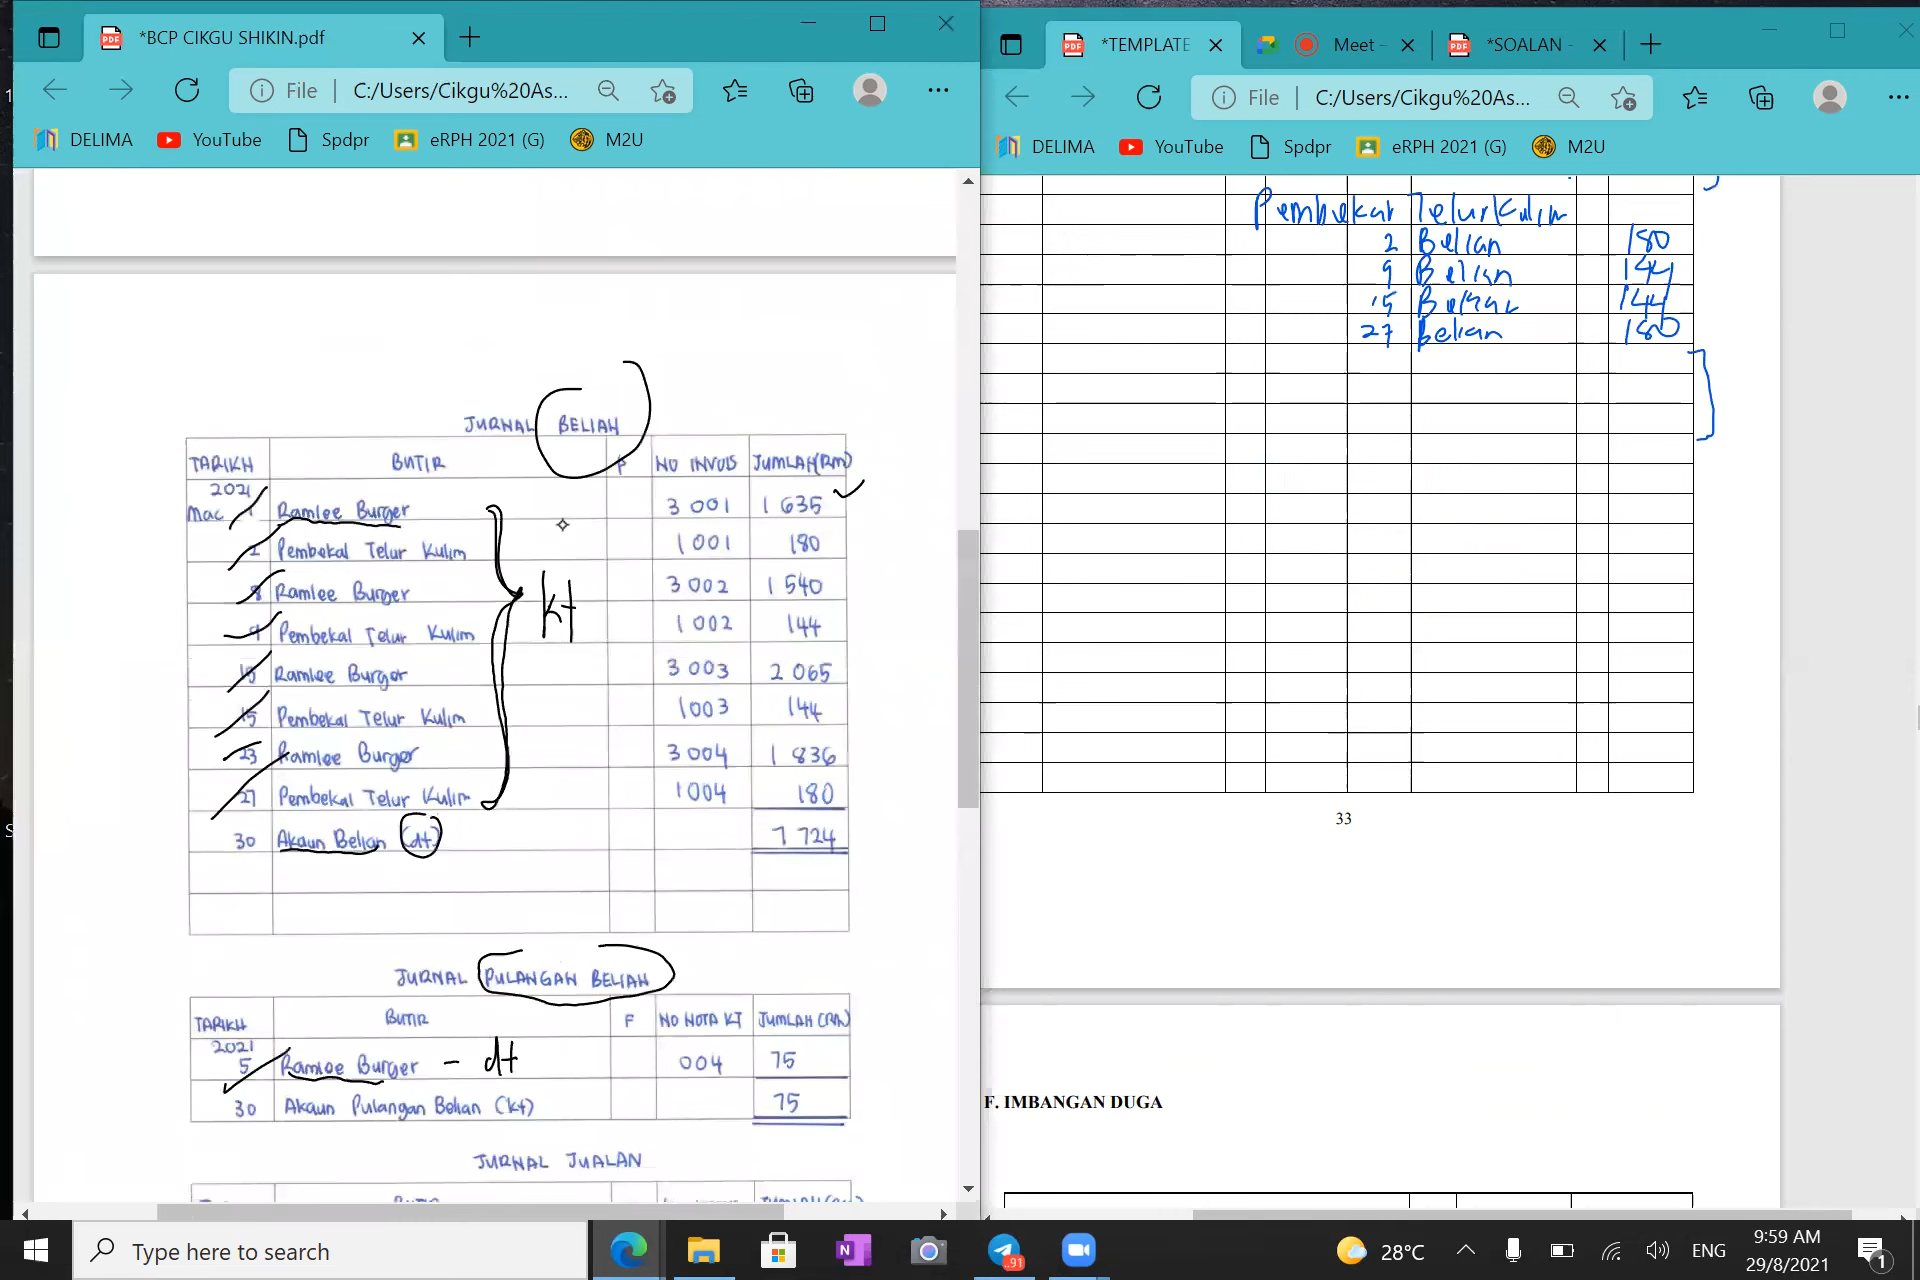 *BCP CIKGU SHIKIN.pdf
File C:/Users/Cikgu%20As...
DELIMA YouTube Spdpr eRPH 2021 (G) M2U
JURNAL BELIAN
TARIKH BUTIR F NO INVOIS JUMLAH(RM)
2021
Mac 1 Ramlee Burger 3 001 1 635
2 Pembekal Telur Kulim 1 001 180
8 Ramlee Burger 3 002 1 540
9 Pembekal Telur Kulim 1 002 144
kt
15 Ramlee Burger 3 003 2 065
15 Pembekal Telur Kulim 1 003 144
23 Ramlee Burger 3 004 1 836
27 Pembekal Telur Kulim 1 004 180
30 Akaun Belian (dt) 7 724
JURNAL PULANGAN BELIAN
TARIKH BUTIR F NO NOTA KT JUMLAH (RM)
2021
5 Ramlee Burger - dt 004 75
30 Akaun Pulangan Belian (kt) 75
JURNAL JUALAN
*TEMPLATE Meet - *SOALAN -
File C:/Users/Cikgu%20As...
DELIMA YouTube Spdpr eRPH 2021 (G) M2U
Pembekal Telur Kulim
2 Belian 180
9 Belian 144
15 Belian 144
27 Belian 180
33
F. IMBANGAN DUGA
Type here to search
..91
28°C ENG 9:59 AM
29/8/2021
1